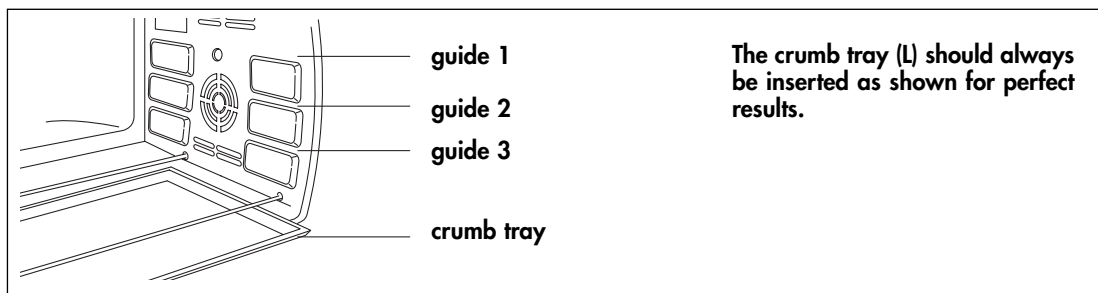 guide 1
guide 2
guide 3
crumb tray
The crumb tray (L) should always
be inserted as shown for perfect
results.